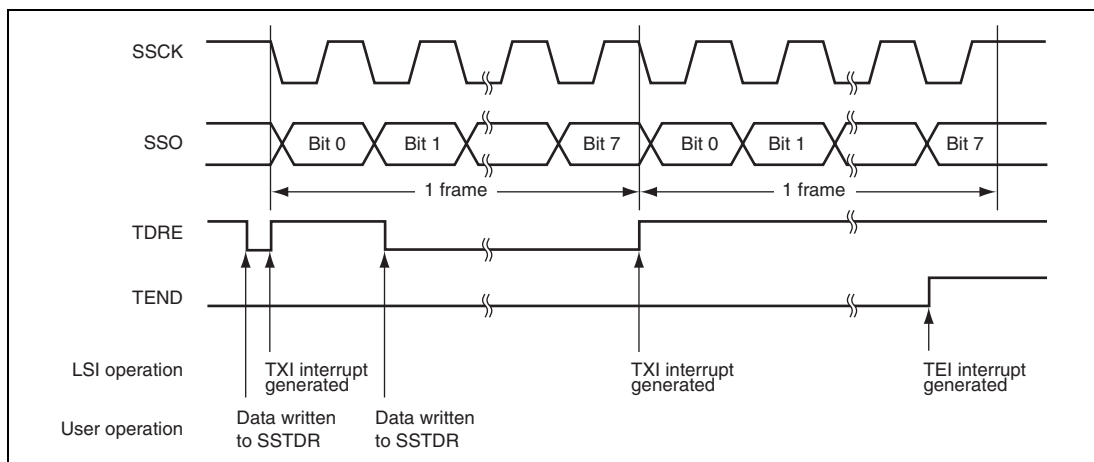 SSCK
SSO
Bit 0
Bit 1
Bit 7
Bit 0
Bit 1
Bit 7
1 frame
1 frame
TDRE
TEND
LSI operation
TXI interrupt
generated
TXI interrupt
generated
TEI interrupt
generated
User operation
Data written
to SSTDR
Data written
to SSTDR